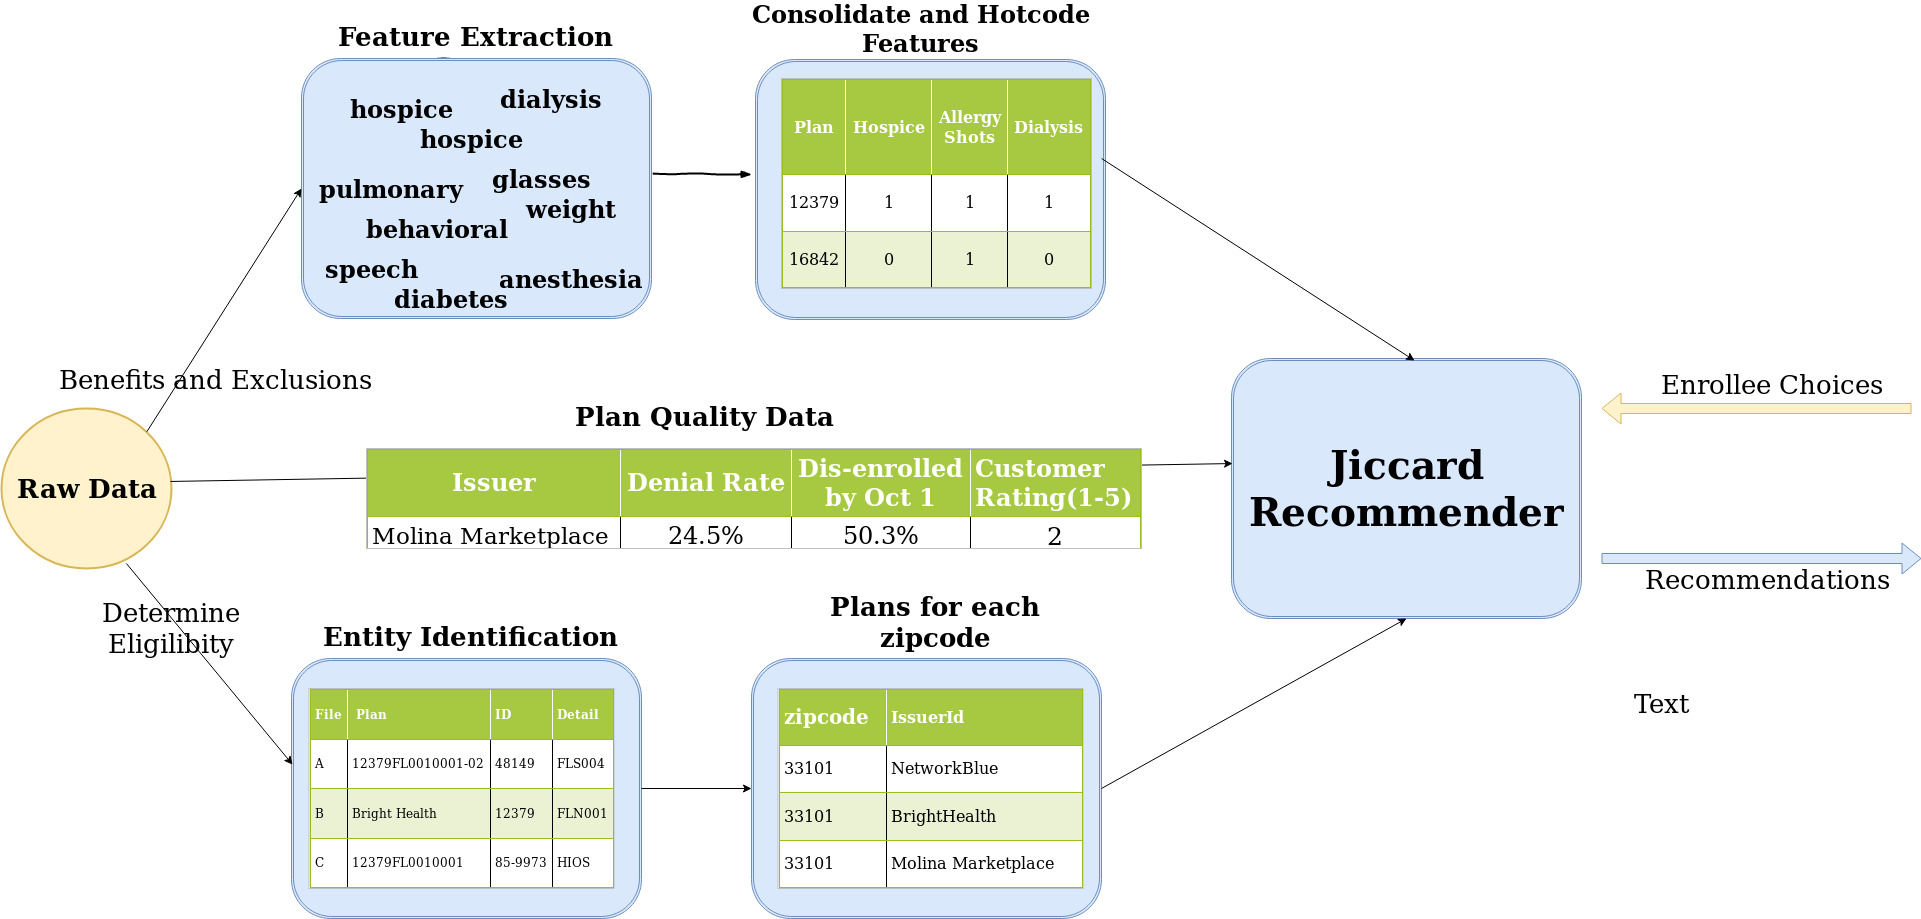 Feature Extraction
hospice
dialysis
hospice
pulmonary
glasses
weight
behavioral
speech
anesthesia
diabetes
Consolidate and Hotcode
Features
Plan Hospice Allergy Shots Dialysis
12379 1 1 1
16842 0 1 0
Benefits and Exclusions
Raw Data
Plan Quality Data
Issuer Denial Rate Dis-enrolled by Oct 1 Customer Rating(1-5)
Molina Marketplace 24.5% 50.3% 2
Determine
Eligilibity
Entity Identification
File Plan ID Detail
A 12379FL0010001-02 48149 FLS004
B Bright Health 12379 FLN001
C 12379FL0010001 85-9973 HIOS
Plans for each
zipcode
zipcode IssuerId
33101 NetworkBlue
33101 BrightHealth
33101 Molina Marketplace
Jiccard
Recommender
Enrollee Choices
Recommendations
Text